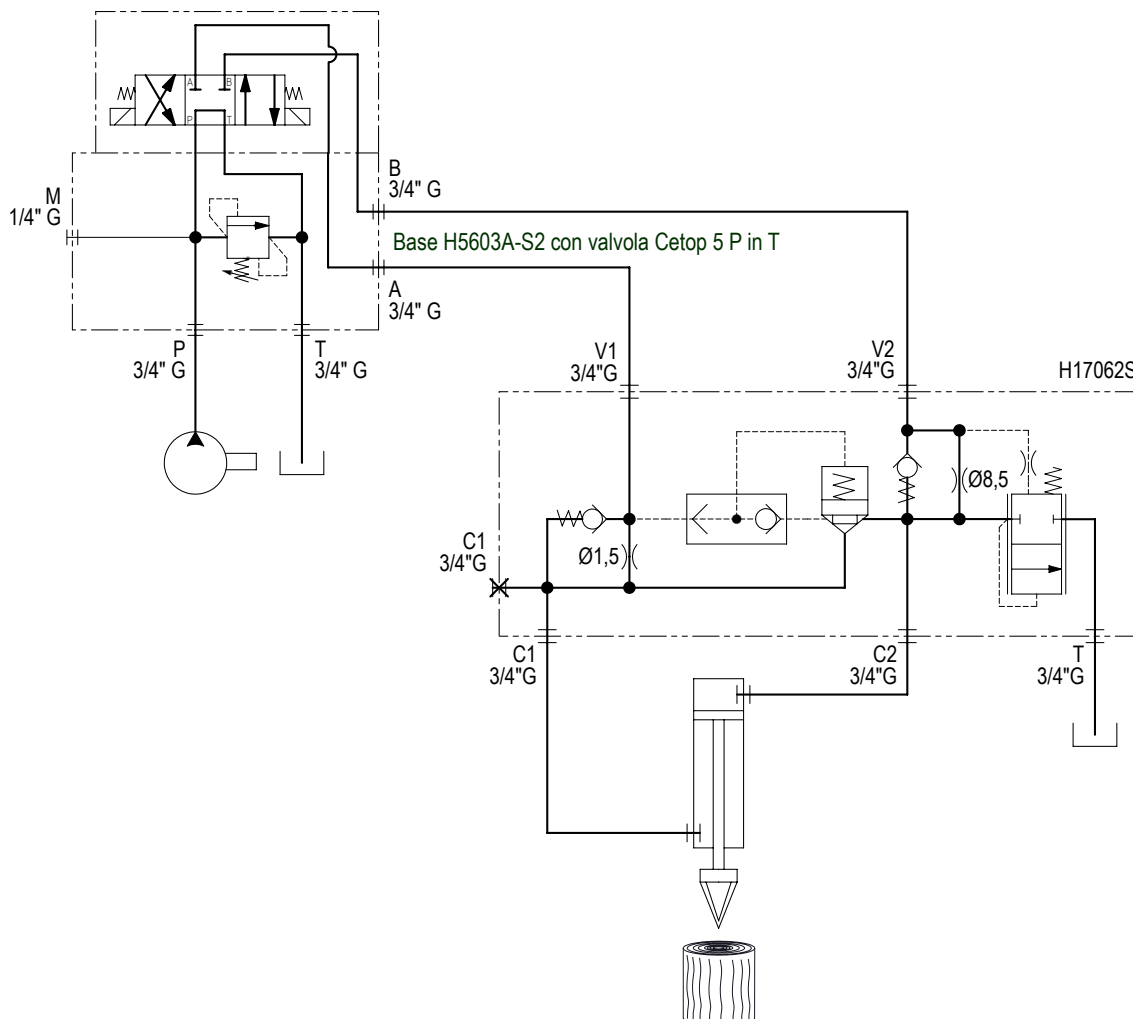 A B
P T
M
1/4" G
B
3/4" G
Base H5603A-S2 con valvola Cetop 5 P in T
A
3/4" G
P
3/4" G
T
3/4" G
V1
3/4"G
V2
3/4"G
H17062S
Ø8,5
C1
3/4"G
Ø1,5
C1
3/4"G
C2
3/4"G
T
3/4"G